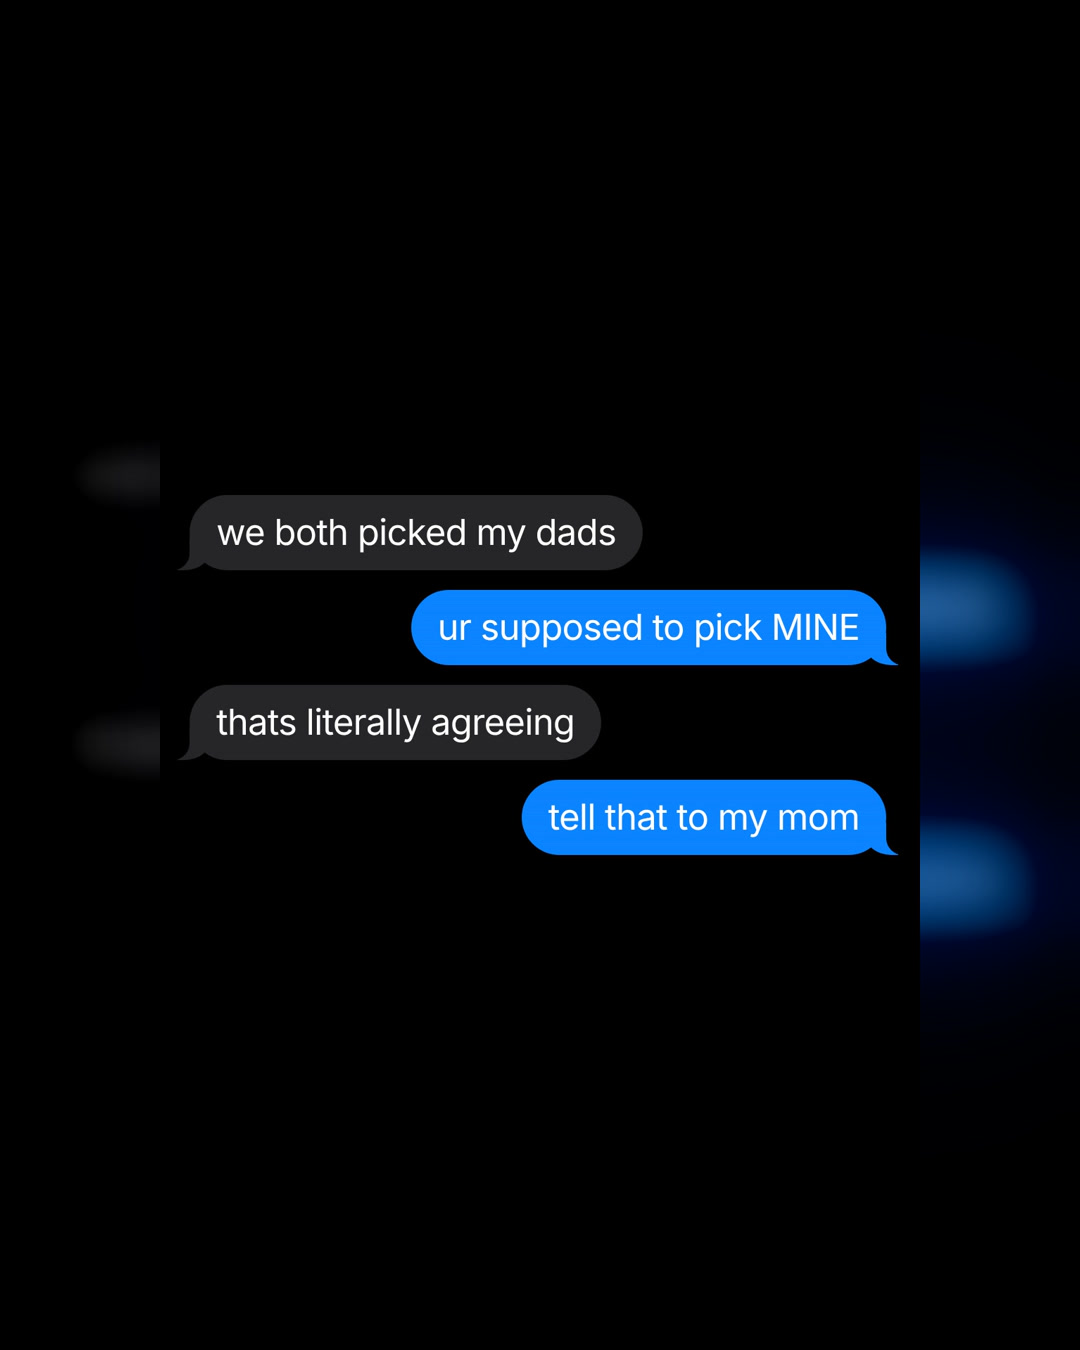 we both picked my dads
ur supposed to pick MINE
thats literally agreeing
tell that to my mom